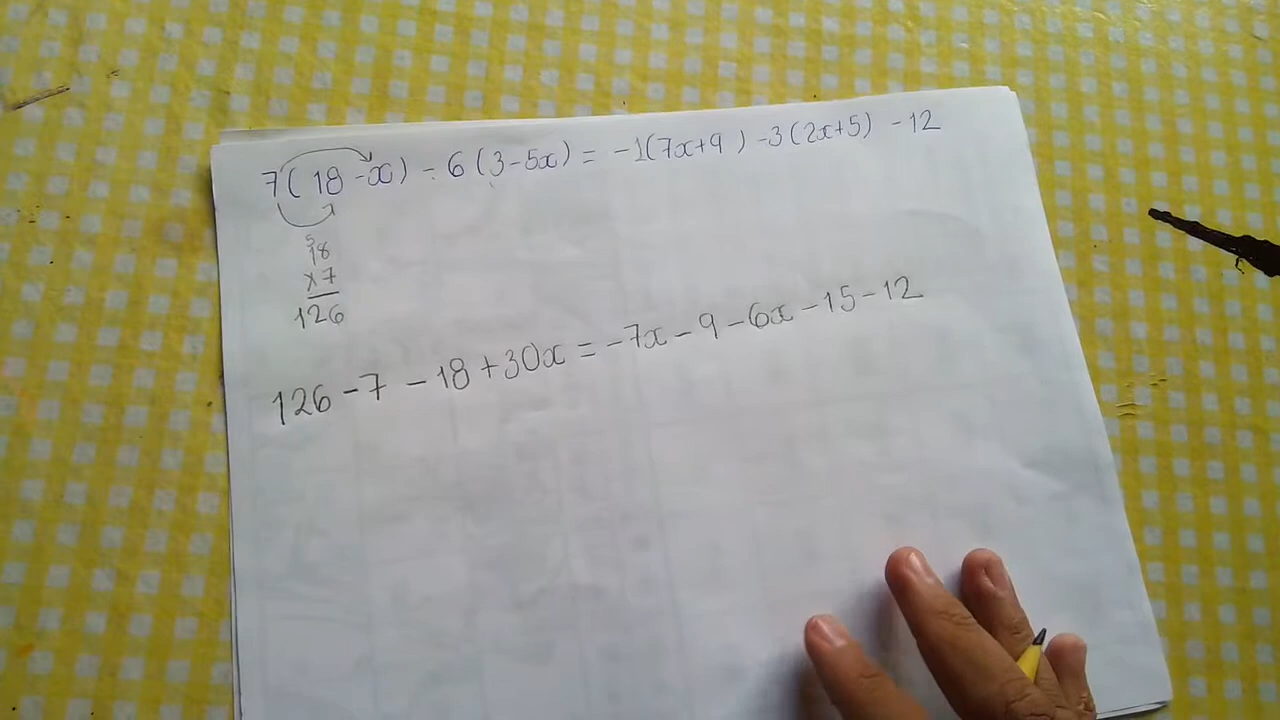 7(18-x) - 6(3-5x) = -1(7x+9) -3(2x+5) -12
5
18
x7
126
126 -7 -18 +30x = -7x -9 -6x -15 -12